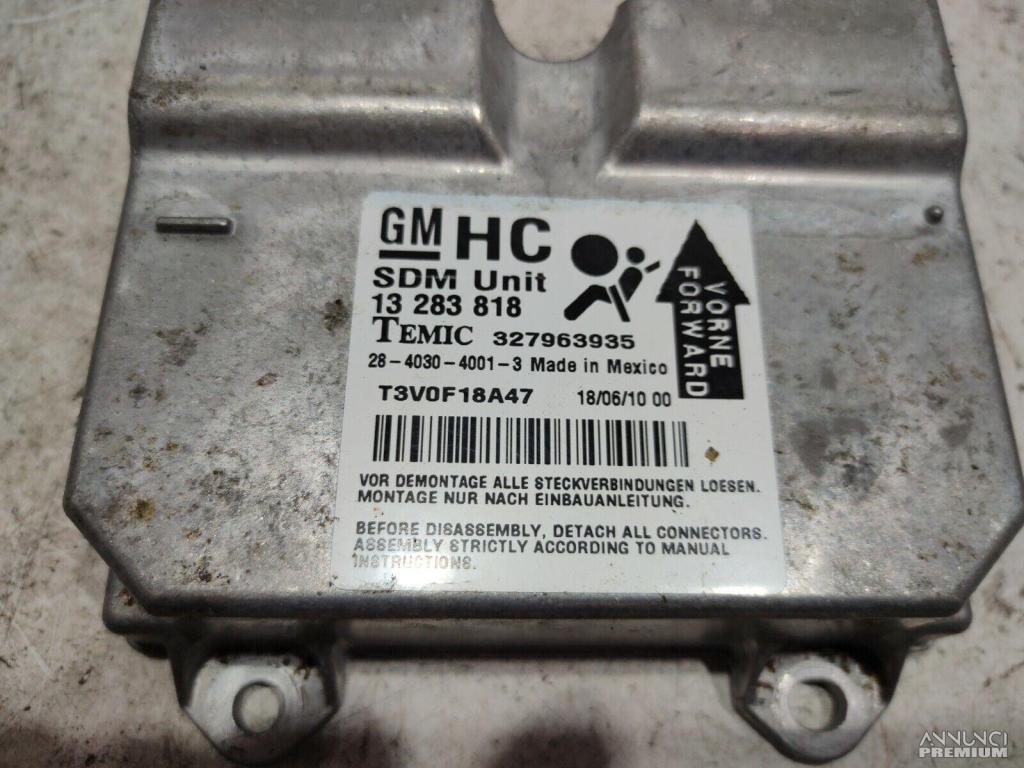 GM HC
SDM Unit
13 283 818
TEMIC 327963935
28-4030-4001-3 Made in Mexico
T3V0F18A47 18/06/10 00
VORNE
FORWARD
VOR DEMONTAGE ALLE STECKVERBINDUNGEN LOESEN.
MONTAGE NUR NACH EINBAUANLEITUNG.
BEFORE DISASSEMBLY, DETACH ALL CONNECTORS.
ASSEMBLY STRICTLY ACCORDING TO MANUAL
INSTRUCTIONS.
ANNUNCI
PREMIUM